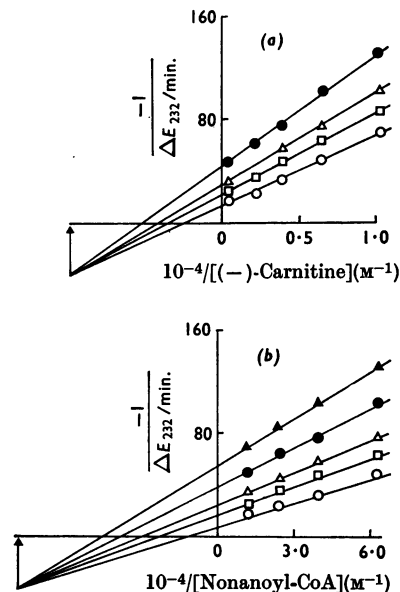 160
(a)
−1
ΔE232/min.
80
0
0·5
1·0
10−4/[(−)-Carnitine](M−1)
160
(b)
−1
ΔE232/min.
80
0
3·0
6·0
10−4/[Nonanoyl-CoA](M−1)